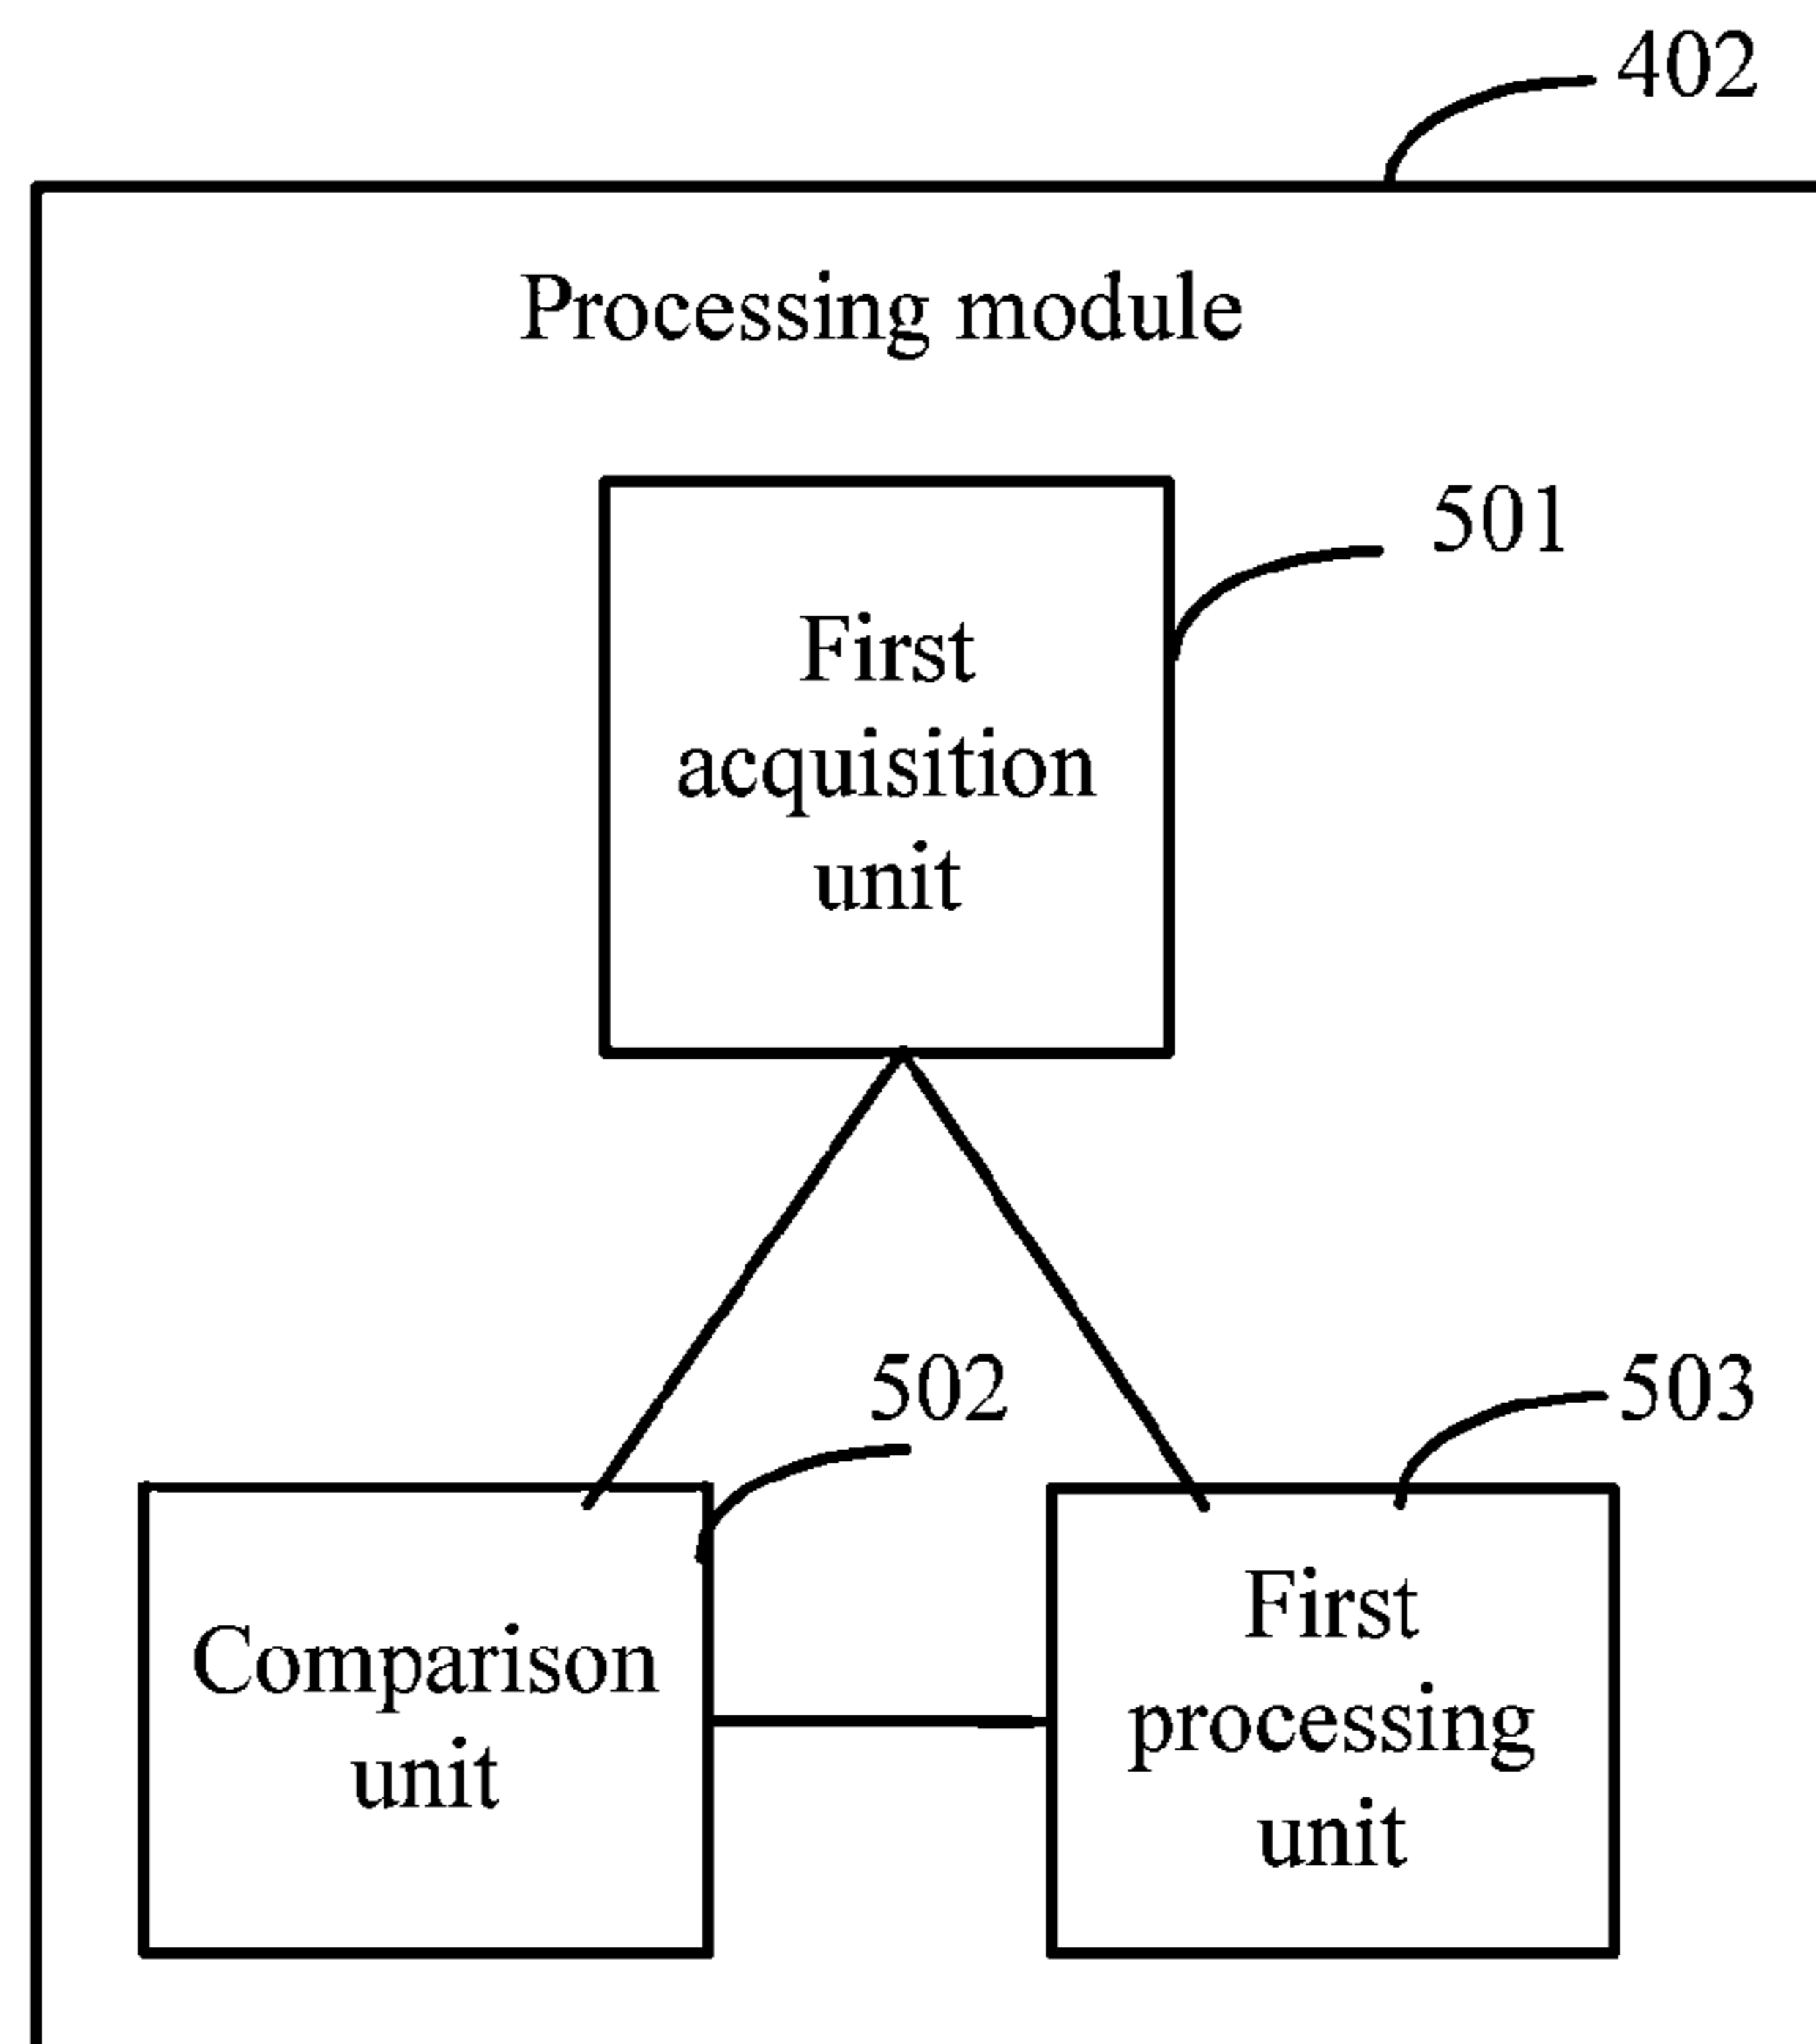 402
Processing module
501
First
acquisition
unit
502
503
Comparison
unit
First
processing
unit